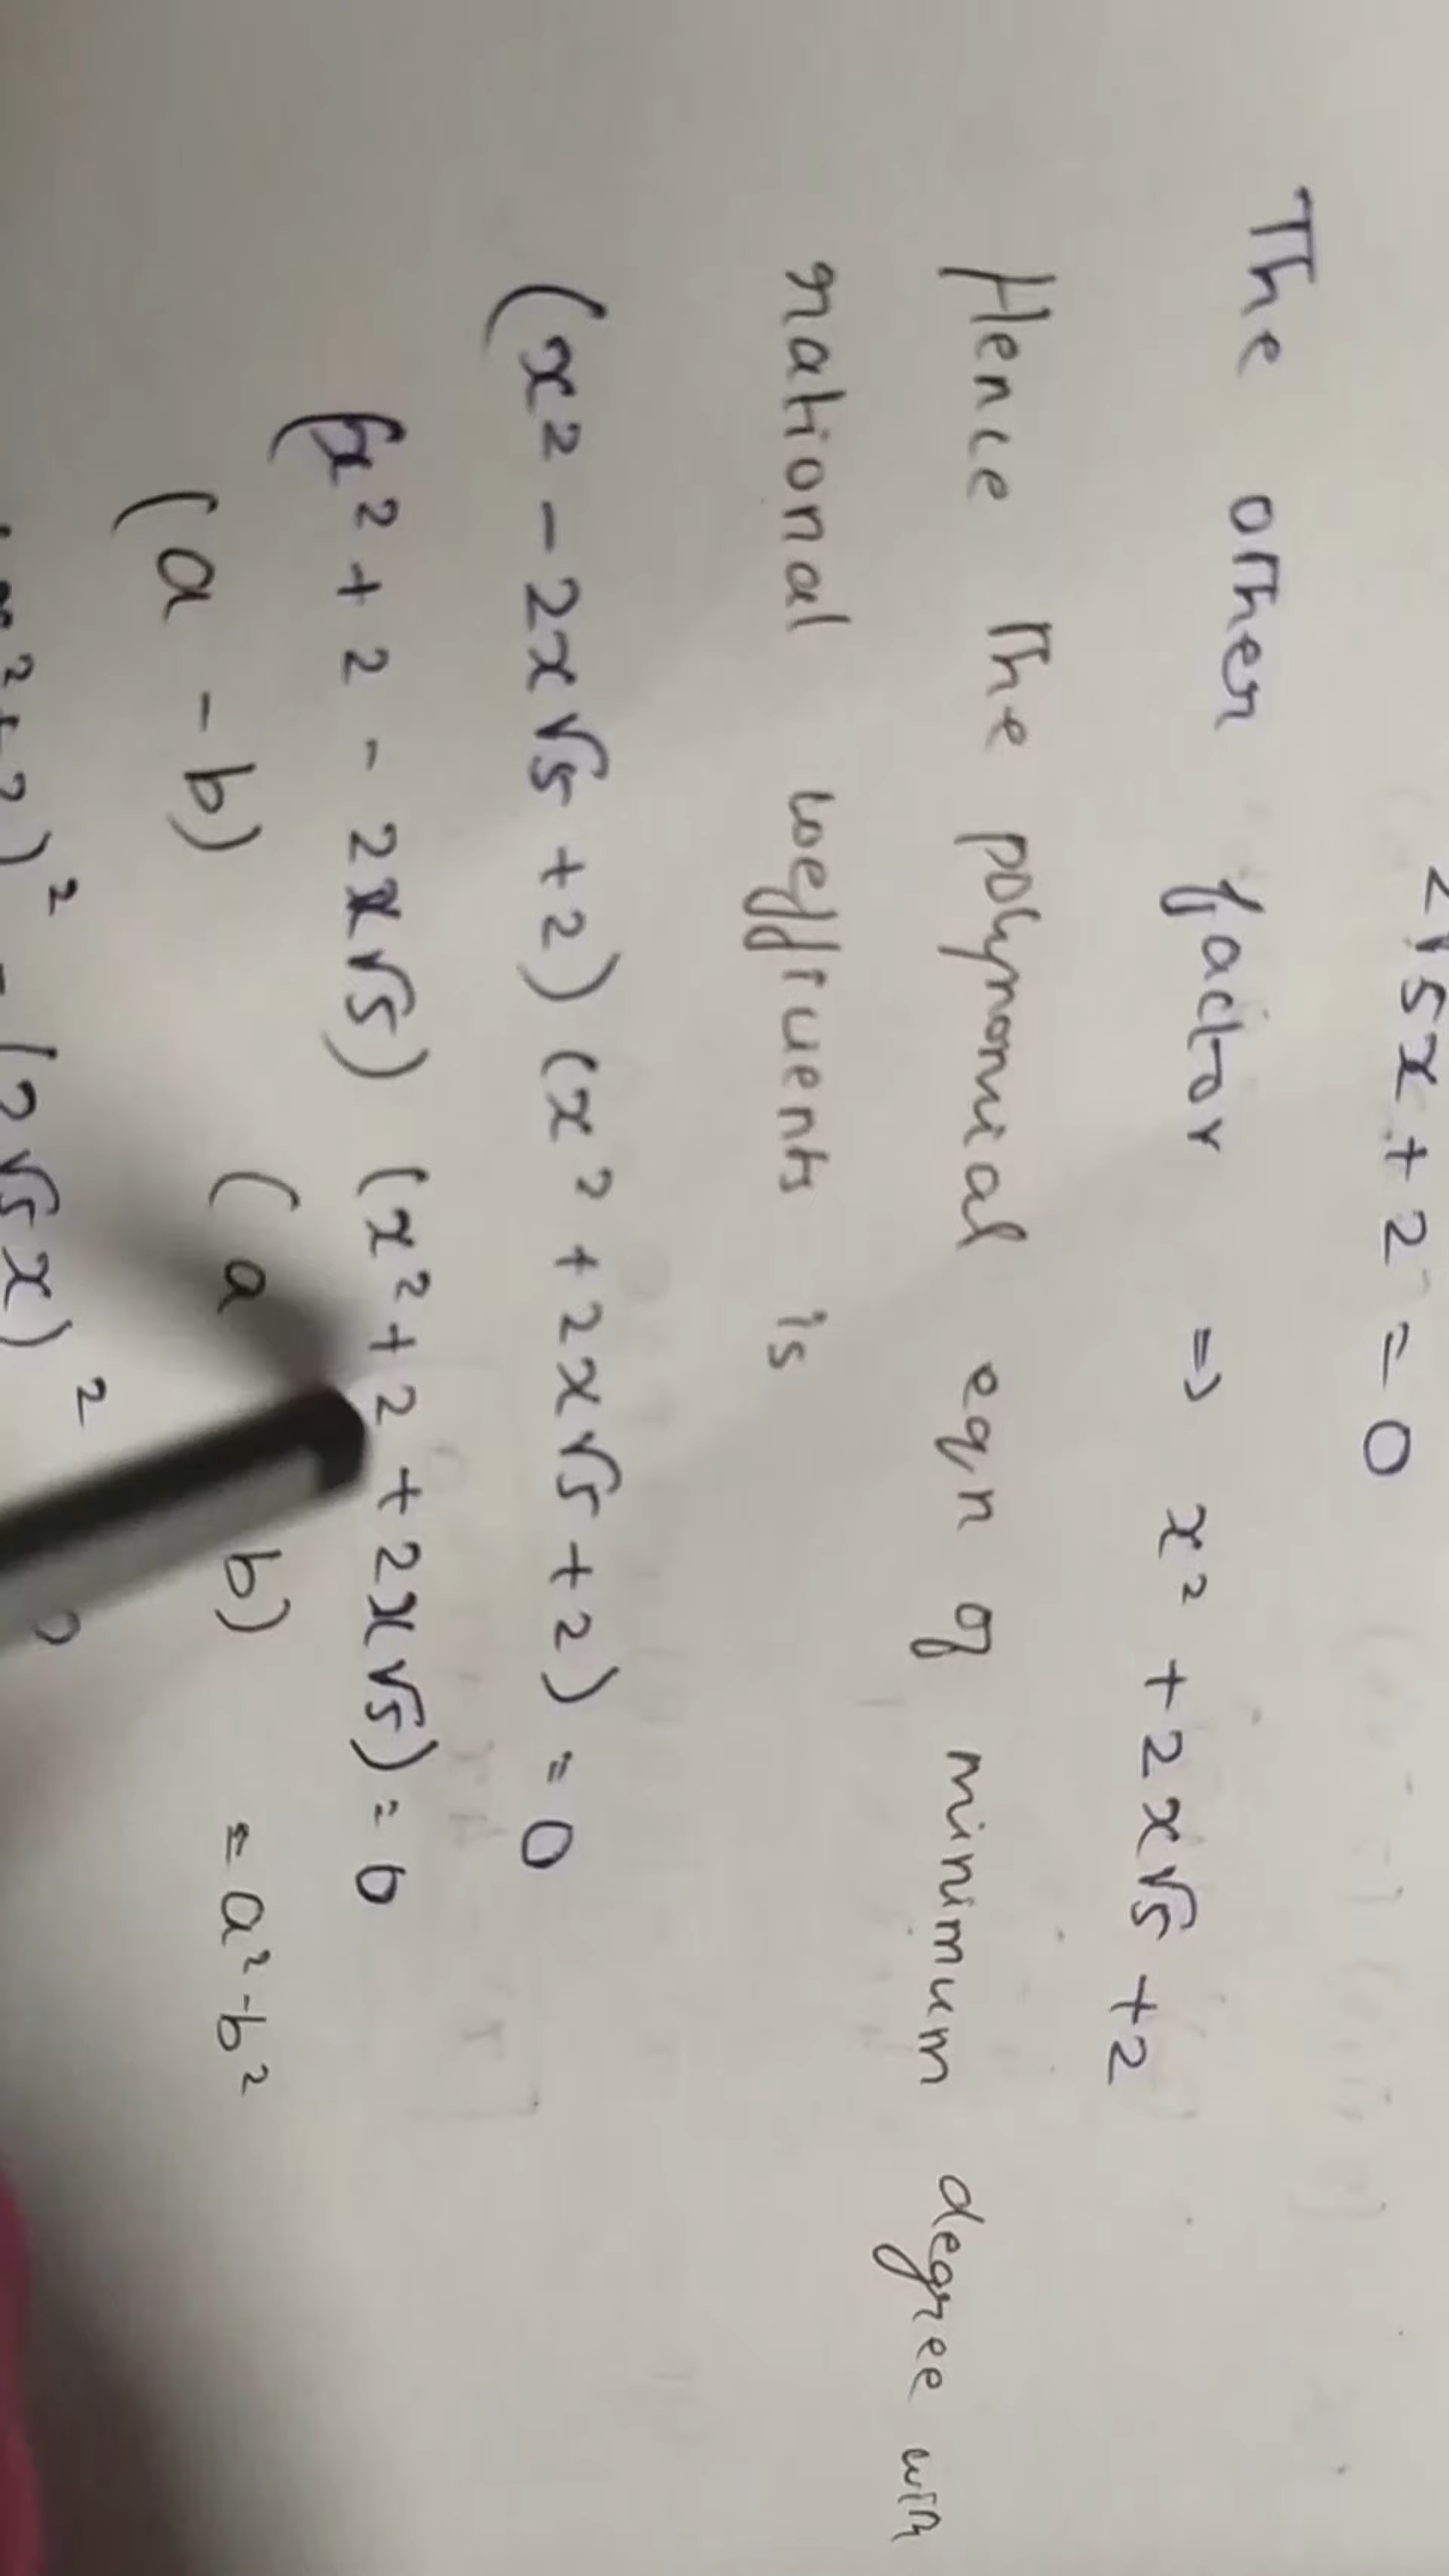 2√5x + 2 = 0
The other factor ⇒ x² + 2x√5 + 2
Hence the polynomial eqn of minimum degree with
rational coefficients is
(x² - 2x√5 + 2) (x² + 2x√5 + 2) = 0
(x² + 2 - 2x√5) (x² + 2 + 2x√5) = 0
(a - b) (a b) = a² - b²
x² + 2)² - (2√5x)²